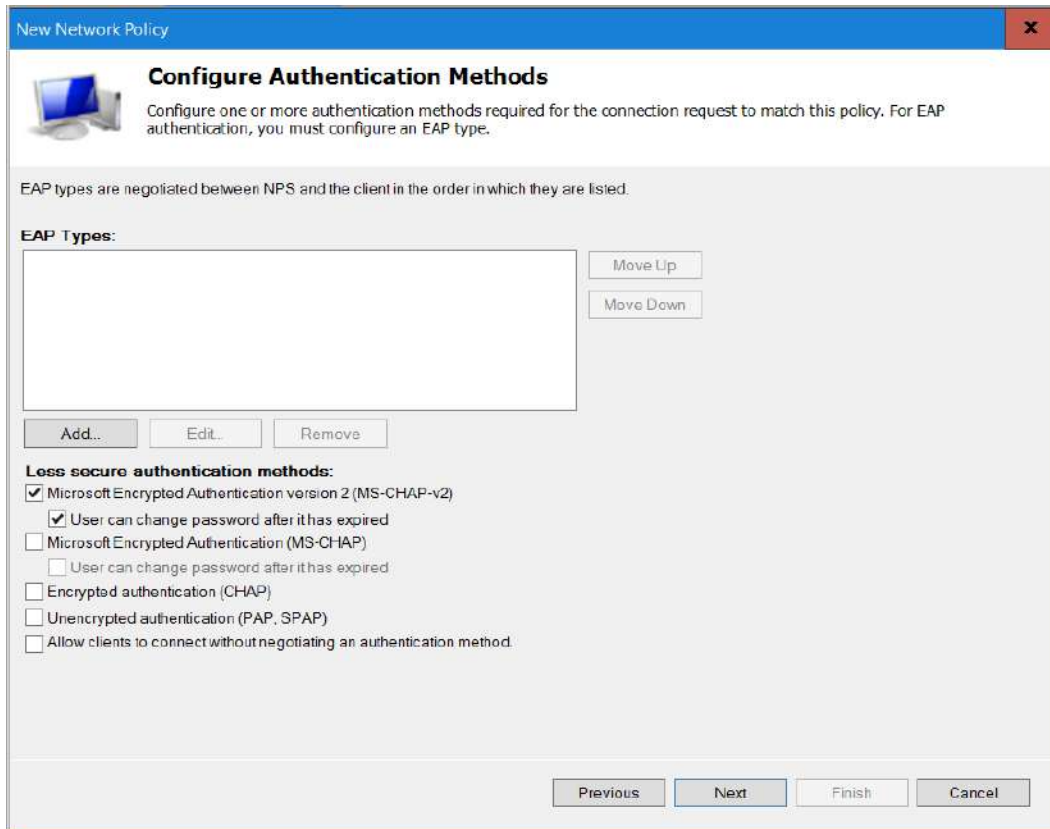 New Network Policy
Configure Authentication Methods
Configure one or more authentication methods required for the connection request to match this policy. For EAP
authentication, you must configure an EAP type.
EAP types are negotiated between NPS and the client in the order in which they are listed.
EAP Types:
Move Up
Move Down
Add...
Edit...
Remove
Less secure authentication methods:
Microsoft Encrypted Authentication version 2 (MS-CHAP-v2)
User can change password after it has expired
Microsoft Encrypted Authentication (MS-CHAP)
User can change password after it has expired
Encrypted authentication (CHAP)
Unencrypted authentication (PAP, SPAP)
Allow clients to connect without negotiating an authentication method.
Previous
Next
Finish
Cancel